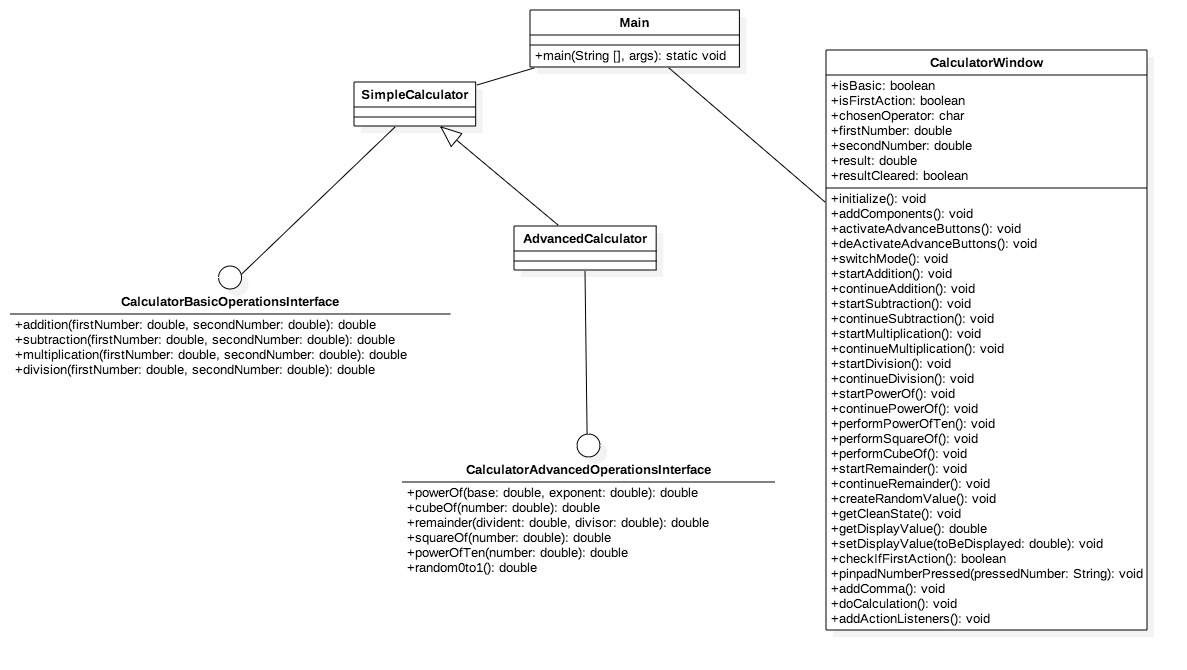 Main
+main(String [], args): static void
SimpleCalculator
AdvancedCalculator
CalculatorBasicOperationsInterface
+addition(firstNumber: double, secondNumber: double): double
+subtraction(firstNumber: double, secondNumber: double): double
+multiplication(firstNumber: double, secondNumber: double): double
+division(firstNumber: double, secondNumber: double): double
CalculatorAdvancedOperationsInterface
+powerOf(base: double, exponent: double): double
+cubeOf(number: double): double
+remainder(divident: double, divisor: double): double
+squareOf(number: double): double
+powerOfTen(number: double): double
+random0to1(): double
CalculatorWindow
+isBasic: boolean
+isFirstAction: boolean
+chosenOperator: char
+firstNumber: double
+secondNumber: double
+result: double
+resultCleared: boolean
+initialize(): void
+addComponents(): void
+activateAdvanceButtons(): void
+deActivateAdvanceButtons(): void
+switchMode(): void
+startAddition(): void
+continueAddition(): void
+startSubtraction(): void
+continueSubtraction(): void
+startMultiplication(): void
+continueMultiplication(): void
+startDivision(): void
+continueDivision(): void
+startPowerOf(): void
+continuePowerOf(): void
+performPowerOfTen(): void
+performSquareOf(): void
+performCubeOf(): void
+startRemainder(): void
+continueRemainder(): void
+createRandomValue(): void
+getCleanState(): void
+getDisplayValue(): double
+setDisplayValue(toBeDisplayed: double): void
+checkIfFirstAction(): boolean
+pinpadNumberPressed(pressedNumber: String): void
+addComma(): void
+doCalculation(): void
+addActionListeners(): void